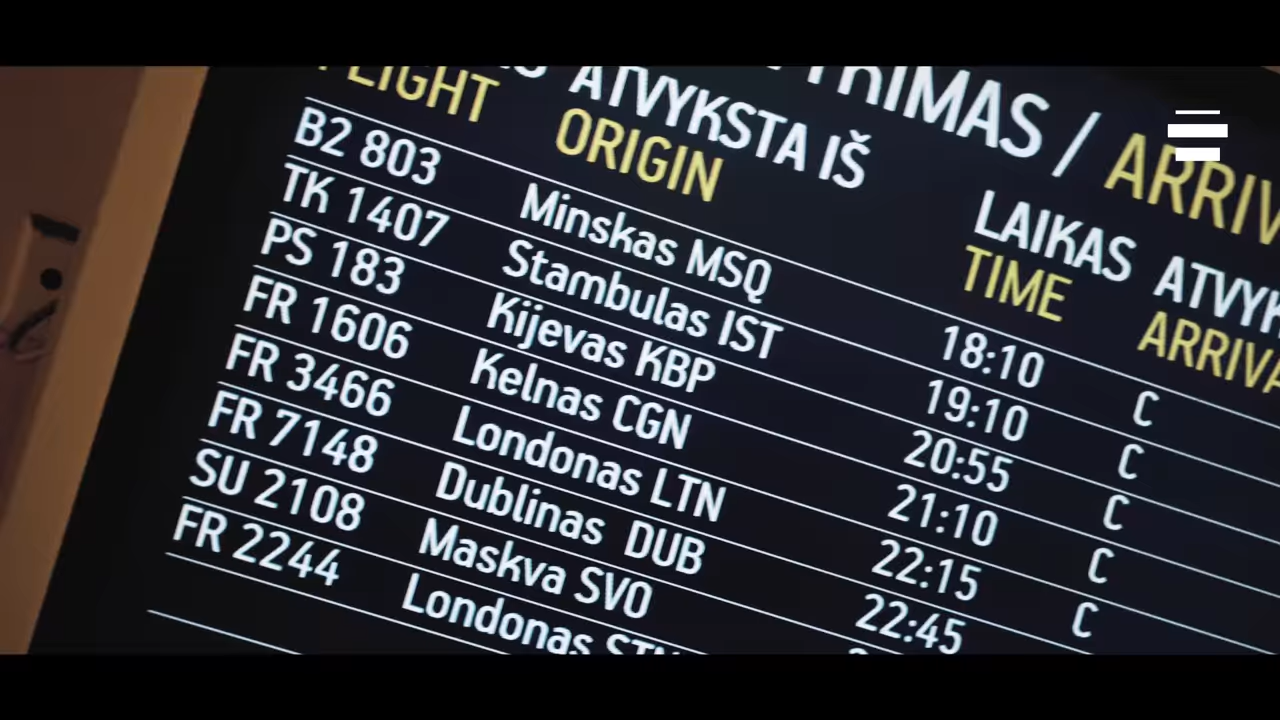 ATVYKSTA IŠ LAIKAS
FLIGHT ORIGIN TIME
B2 803 Minskas MSQ 18:10 C
TK 1407 Stambulas IST 19:10 C
PS 183 Kijevas KBP 20:55 C
FR 1606 Kelnas CGN 21:10 C
FR 3466 Londonas LTN 22:15 C
FR 7148 Dublinas DUB 22:45
SU 2108 Maskva SVO
FR 2244 Londonas